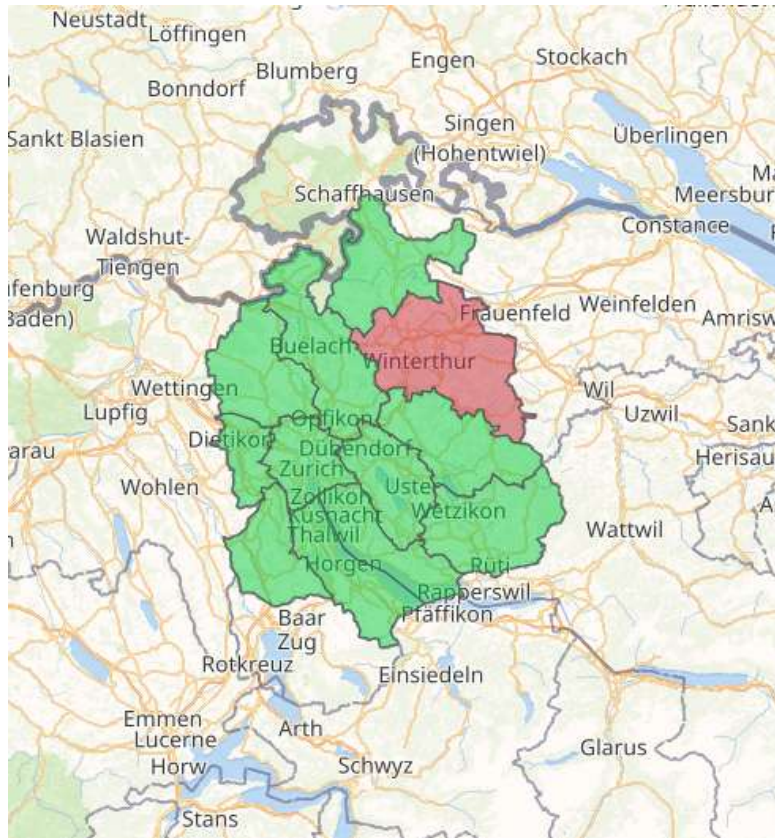 Neustadt
Löffingen
Engen
Stockach
Blumberg
Bonndorf
Singen
(Hohentwiel)
Überlingen
Sankt Blasien
Schaffhausen
Meersbur
Constance
Waldshut-
Tiengen
ufenburg
Baden)
Frauenfeld
Weinfelden
Amrisw
Buelach
Winterthur
Wettingen
Wil
Lupfig
Uzwil
Opfikon
Sank
Dietikon
Dübendorf
arau
Herisau
Zurich
Wohlen
Uster
Zollikon
Wetzikon
Küsnacht
Thalwil
Wattwil
Horgen
Rüti
Rapperswil
Pfäffikon
Baar
Zug
Rotkreuz
Einsiedeln
Emmen
Lucerne
Arth
Horw
Schwyz
Glarus
Stans